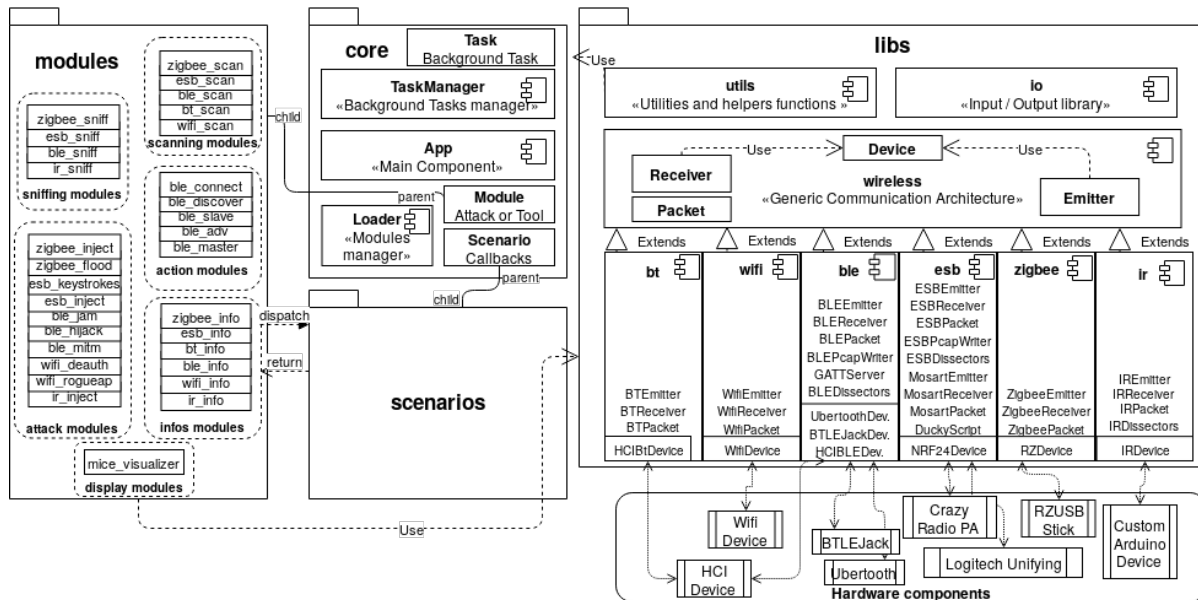 modules
zigbee_scan
esb_scan
ble_scan
bt_scan
wifi_scan
scanning modules
zigbee_sniff
esb_sniff
ble_sniff
ir_sniff
sniffing modules
ble_connect
ble_discover
ble_slave
ble_adv
ble_master
action modules
zigbee_inject
zigbee_flood
esb_keystrokes
esb_inject
ble_jam
ble_hijack
ble_mitm
wifi_deauth
wifi_rogueap
ir_inject
attack modules
zigbee_info
esb_info
bt_info
ble_info
wifi_info
ir_info
infos modules
mice_visualizer
display modules
child
dispatch
return
Use
core
Task
Background Task
TaskManager
«Background Tasks manager»
App
«Main Component»
parent
Module
Attack or Tool
Loader
«Modules
manager»
Scenario
Callbacks
parent
child
scenarios
libs
Use
utils
«Utilities and helpers functions »
io
«Input / Output library»
Device
Use
Use
Receiver
Packet
wireless
«Generic Communication Architecture»
Emitter
Extends
Extends
Extends
Extends
Extends
Extends
bt
BTEmitter
BTReceiver
BTPacket
HCIBtDevice
wifi
WifiEmitter
WifiReceiver
WifiPacket
WifiDevice
ble
BLEEmitter
BLEReceiver
BLEPacket
BLEPcapWriter
GATTServer
BLEDissectors
UbertoothDev.
BTLEJackDev.
HCIBLEDev.
esb
ESBEmitter
ESBReceiver
ESBPacket
ESBPcapWriter
ESBDissectors
MosartEmitter
MosartReceiver
MosartPacket
DuckyScript
NRF24Device
zigbee
ZigbeeEmitter
ZigbeeReceiver
ZigbeePacket
RZDevice
ir
IREmitter
IRReceiver
IRPacket
IRDissectors
IRDevice
Wifi
Device
HCI
Device
BTLEJack
Ubertooth
Crazy
Radio PA
Logitech Unifying
RZUSB
Stick
Custom
Arduino
Device
Hardware components